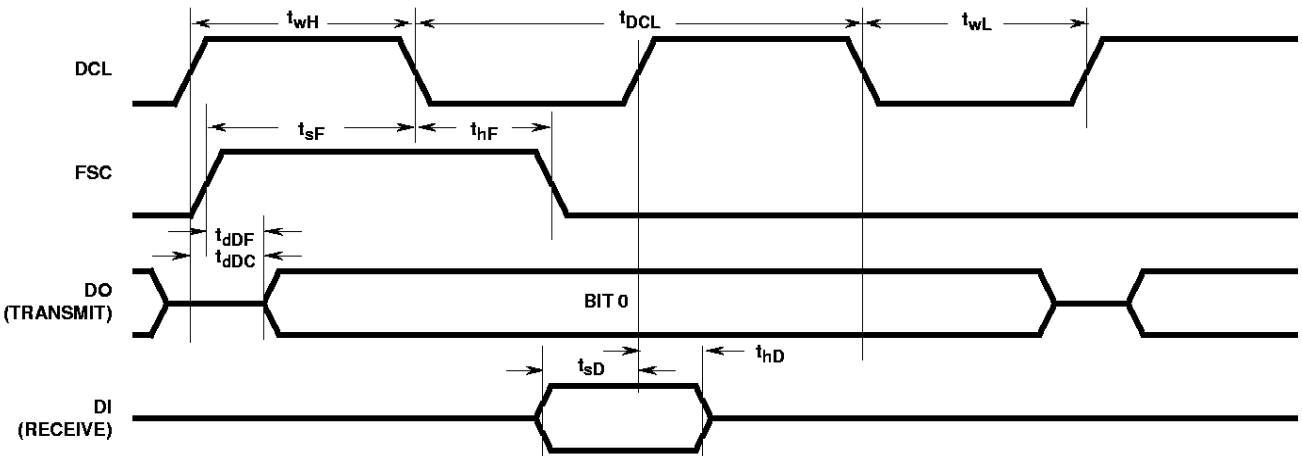 twH tDCL twL
DCL
tsF thF
FSC
tdDF
tdDC
DO
(TRANSMIT)
BIT 0
tsD thD
DI
(RECEIVE)